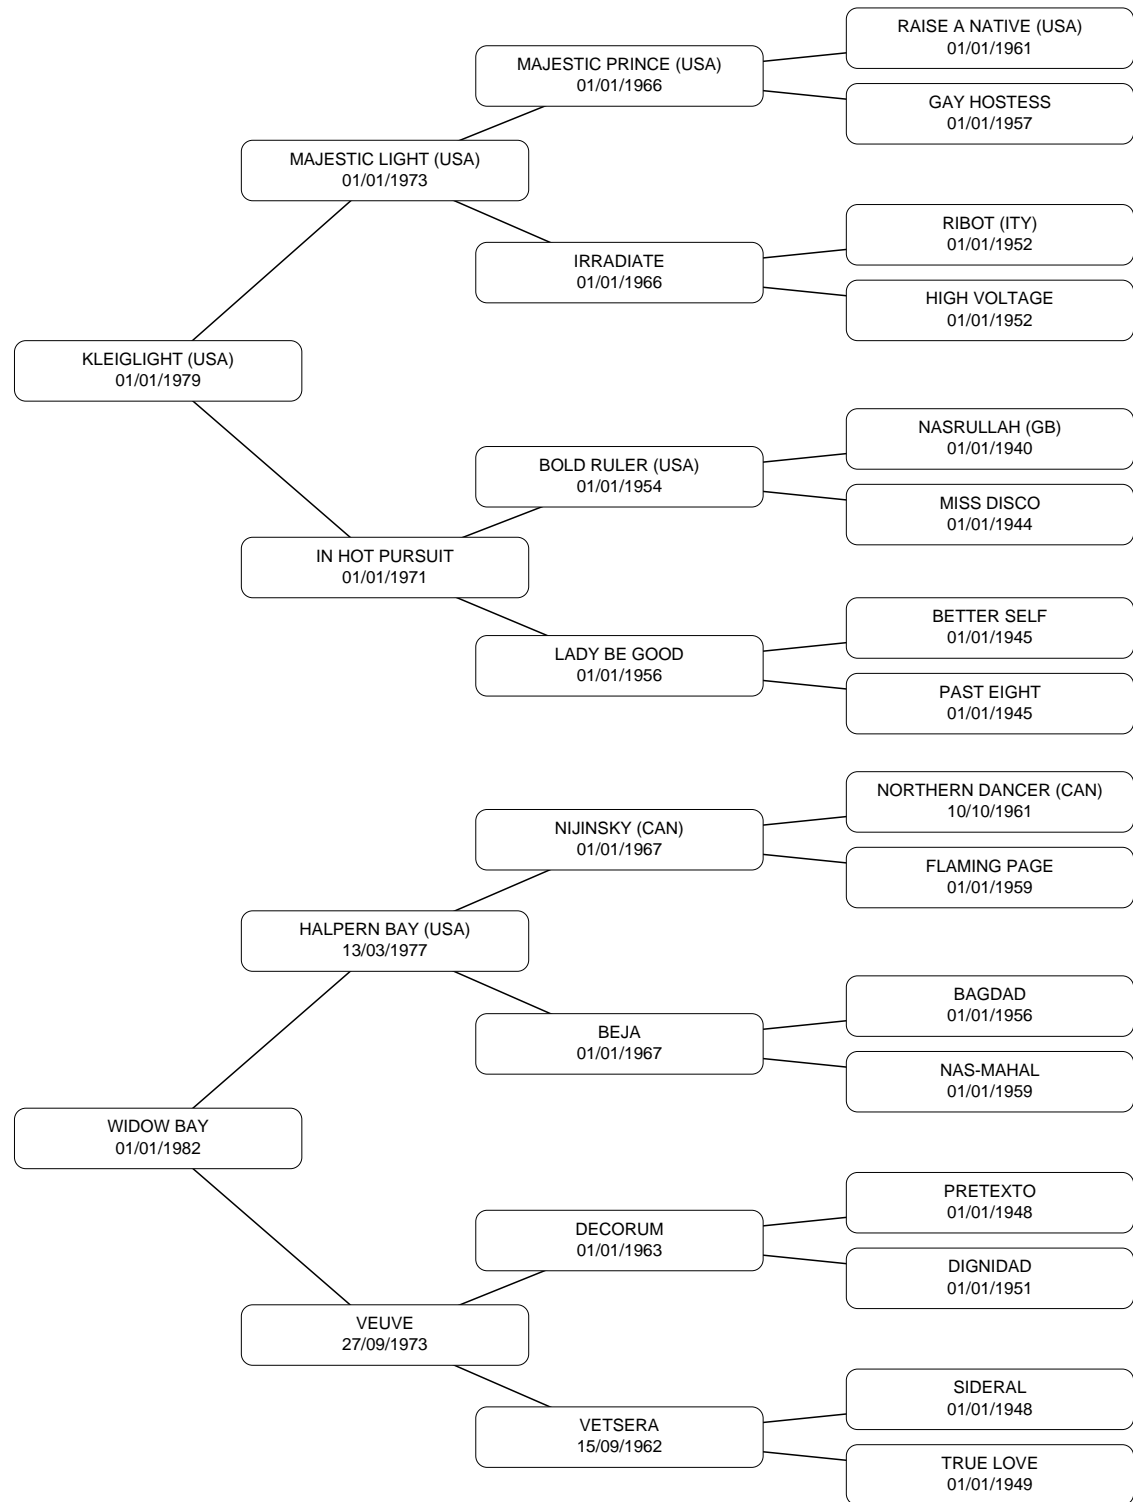 RAISE A NATIVE (USA)
01/01/1961
MAJESTIC PRINCE (USA)
01/01/1966
GAY HOSTESS
01/01/1957
MAJESTIC LIGHT (USA)
01/01/1973
RIBOT (ITY)
01/01/1952
IRRADIATE
01/01/1966
HIGH VOLTAGE
01/01/1952
KLEIGLIGHT (USA)
01/01/1979
NASRULLAH (GB)
01/01/1940
BOLD RULER (USA)
01/01/1954
MISS DISCO
01/01/1944
IN HOT PURSUIT
01/01/1971
BETTER SELF
01/01/1945
LADY BE GOOD
01/01/1956
PAST EIGHT
01/01/1945
NORTHERN DANCER (CAN)
10/10/1961
NIJINSKY (CAN)
01/01/1967
FLAMING PAGE
01/01/1959
HALPERN BAY (USA)
13/03/1977
BAGDAD
01/01/1956
BEJA
01/01/1967
NAS-MAHAL
01/01/1959
WIDOW BAY
01/01/1982
PRETEXTO
01/01/1948
DECORUM
01/01/1963
DIGNIDAD
01/01/1951
VEUVE
27/09/1973
SIDERAL
01/01/1948
VETSERA
15/09/1962
TRUE LOVE
01/01/1949